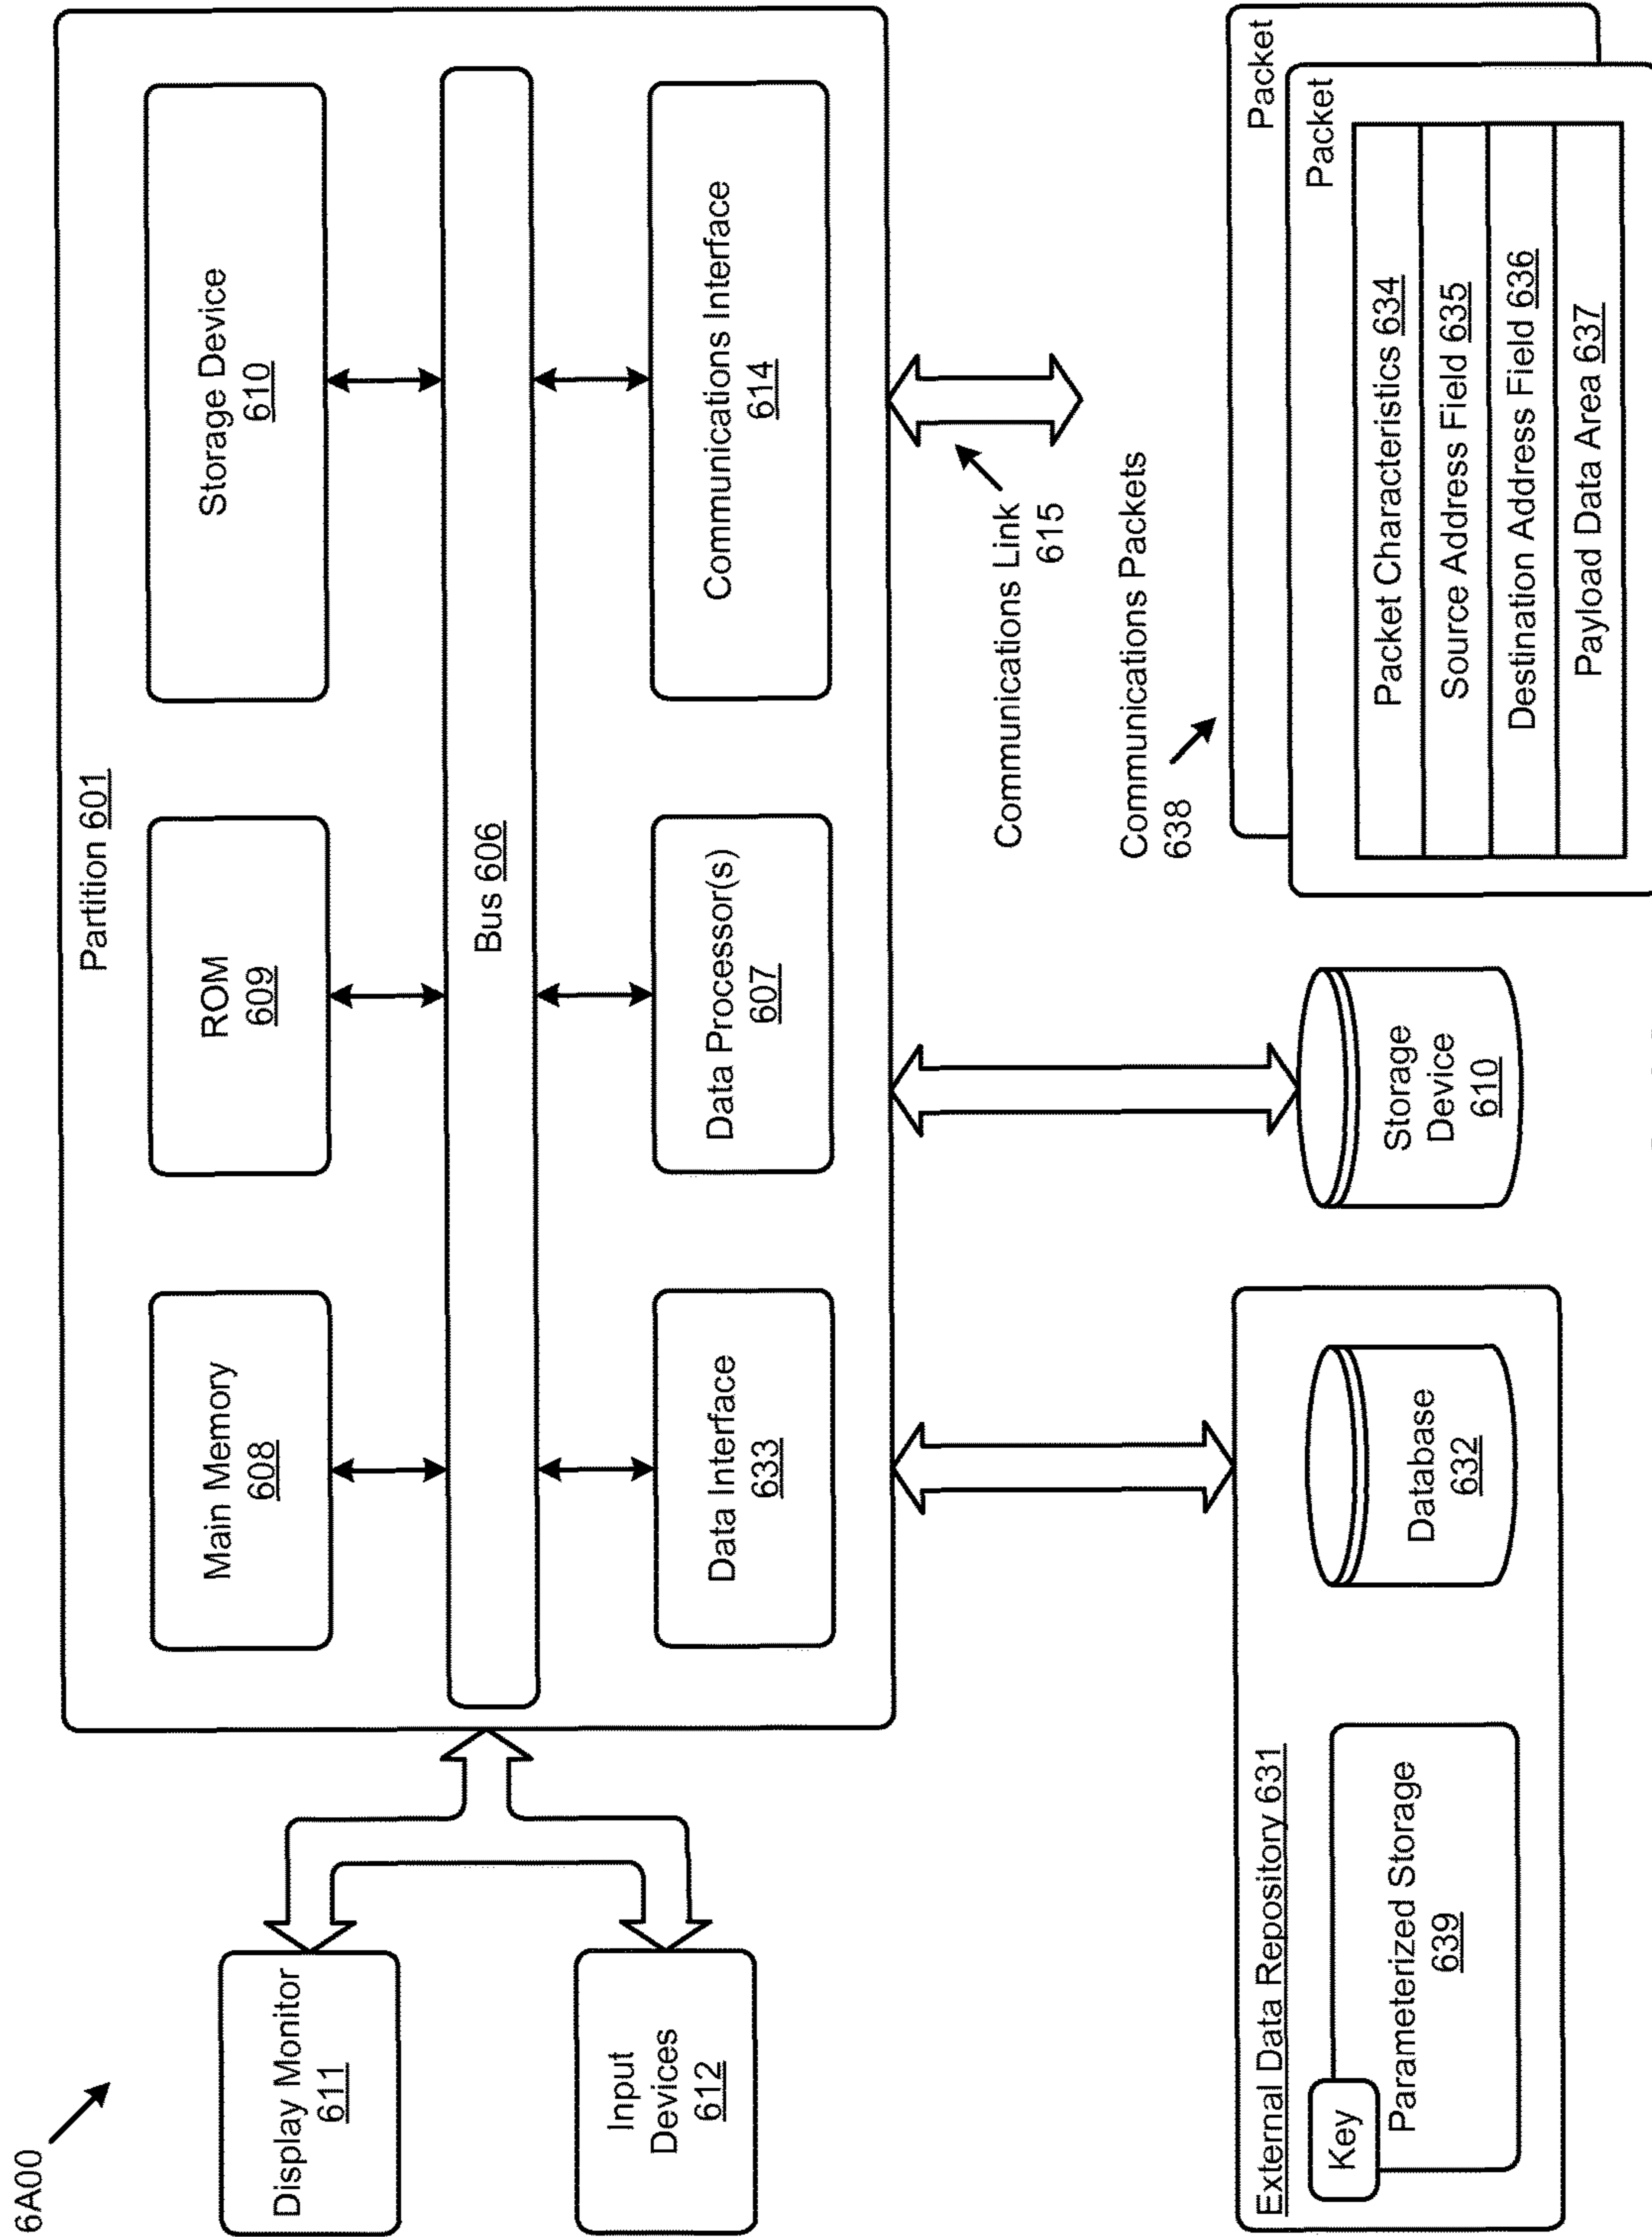 6A00
Partition 601
Display Monitor
611
Input
Devices
612
Main Memory
608
ROM
609
Storage Device
610
Bus 606
Data Interface
633
Data Processor(s)
607
Communications Interface
614
Communications Link
615
Communications Packets
638
External Data Repository 631
Key
Parameterized Storage
639
Database
632
Storage
Device
610
Packet
Packet
Packet Characteristics 634
Source Address Field 635
Destination Address Field 636
Payload Data Area 637